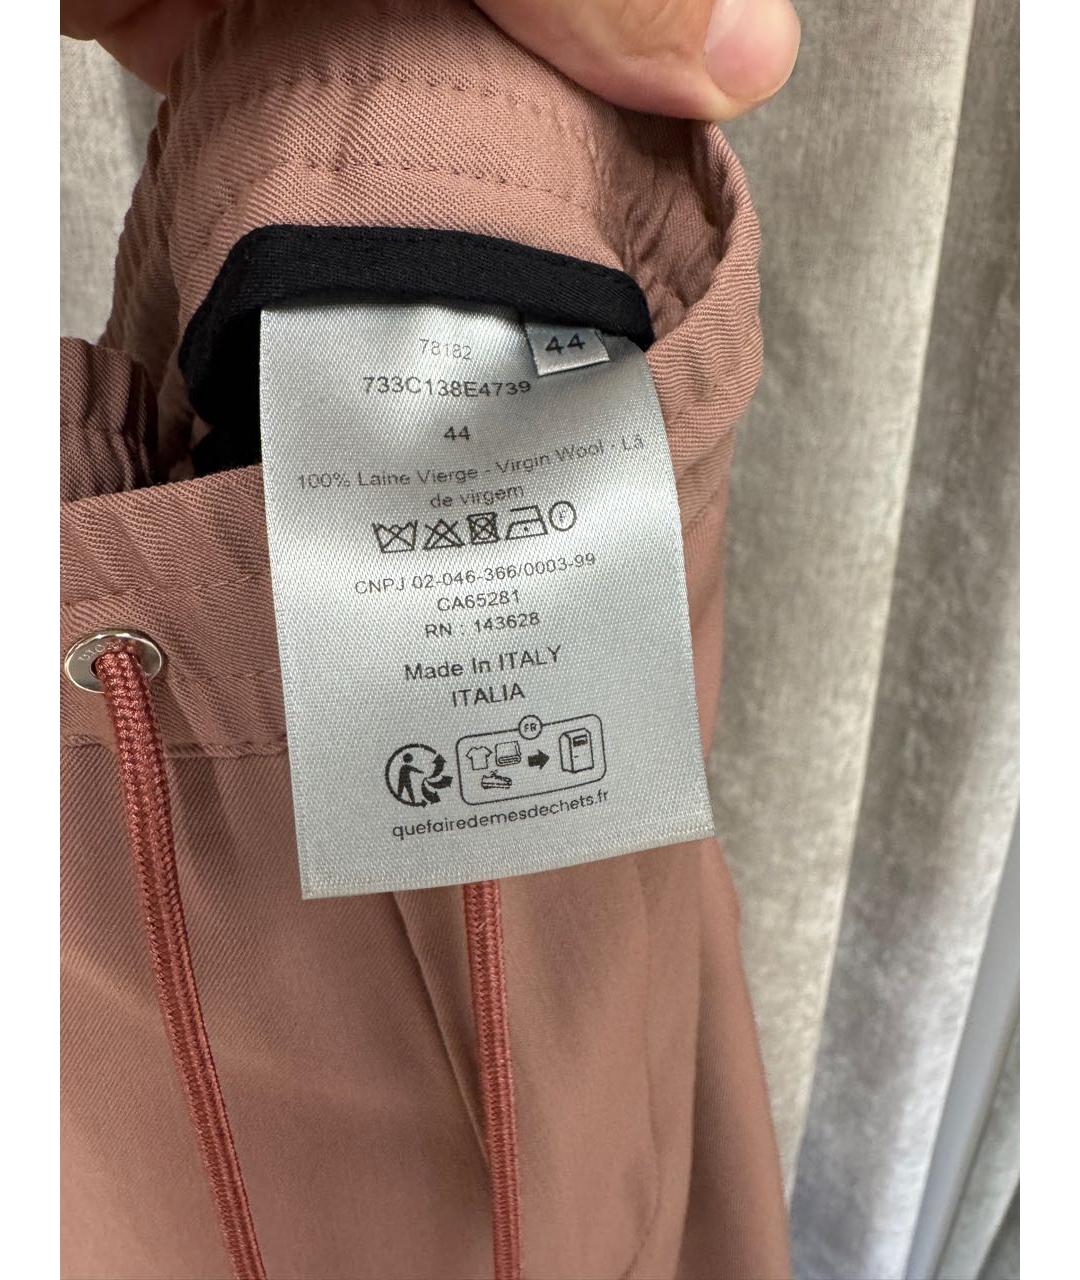 78182
44
733C138E4739
44
100% Laine Vierge - Virgin Wool - Lã
de virgem
F
CNPJ 02-046-366/0003-99
CA65281
RN : 143628
Made In ITALY
ITALIA
FR
quefairedemesdechets.fr